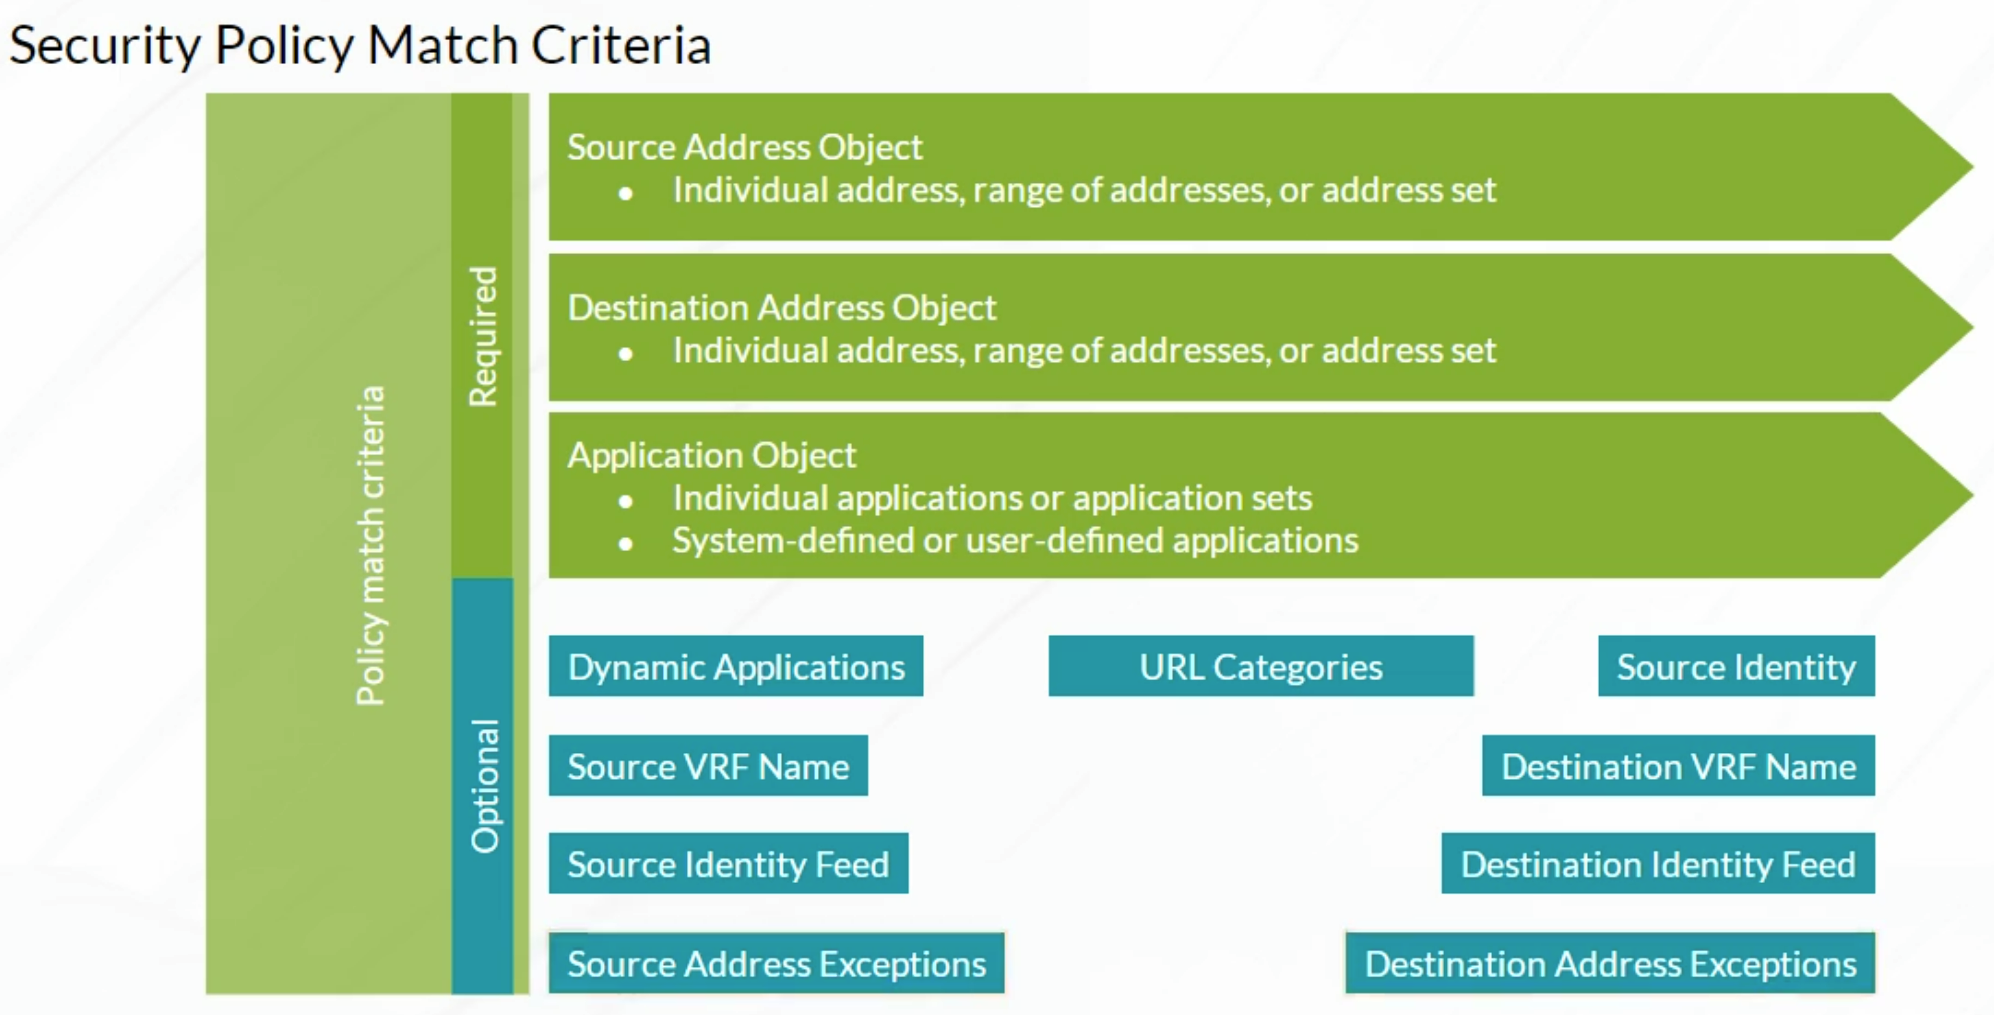 Security Policy Match Criteria
Policy match criteria
Required
Source Address Object
• Individual address, range of addresses, or address set
Destination Address Object
• Individual address, range of addresses, or address set
Application Object
• Individual applications or application sets
• System-defined or user-defined applications
Optional
Dynamic Applications
URL Categories
Source Identity
Source VRF Name
Destination VRF Name
Source Identity Feed
Destination Identity Feed
Source Address Exceptions
Destination Address Exceptions